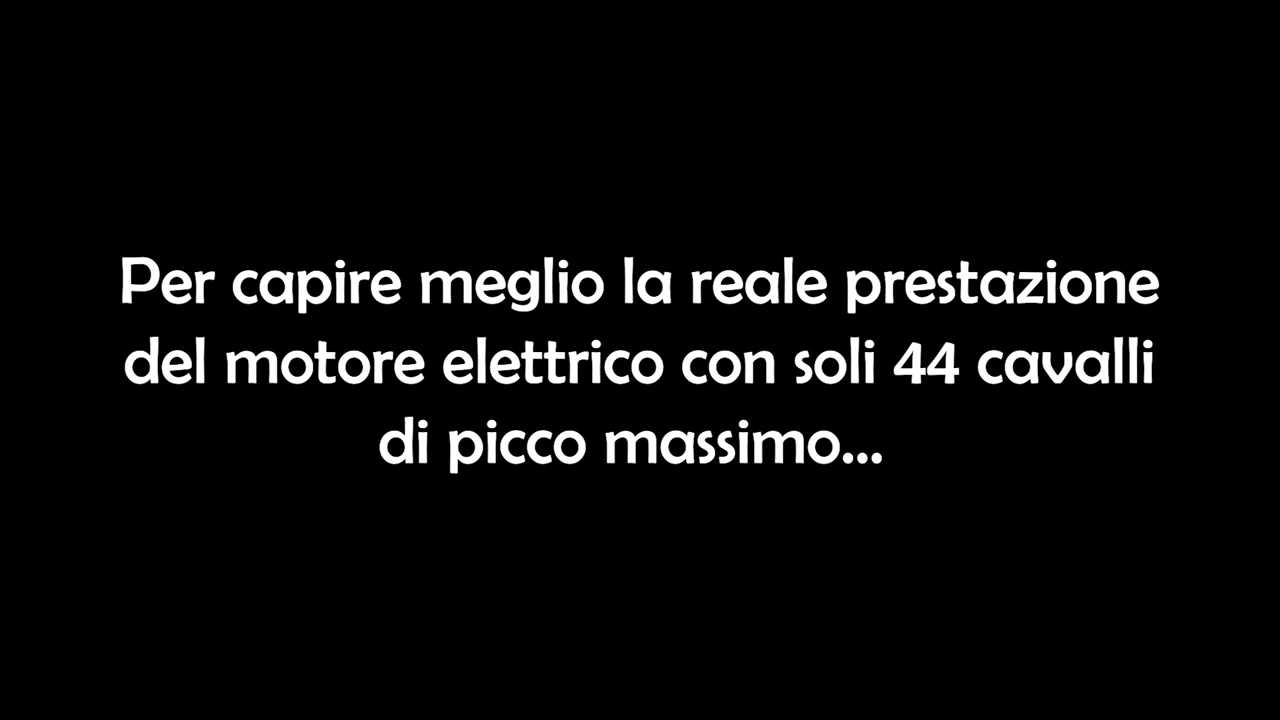 Per capire meglio la reale prestazione
del motore elettrico con soli 44 cavalli
di picco massimo...